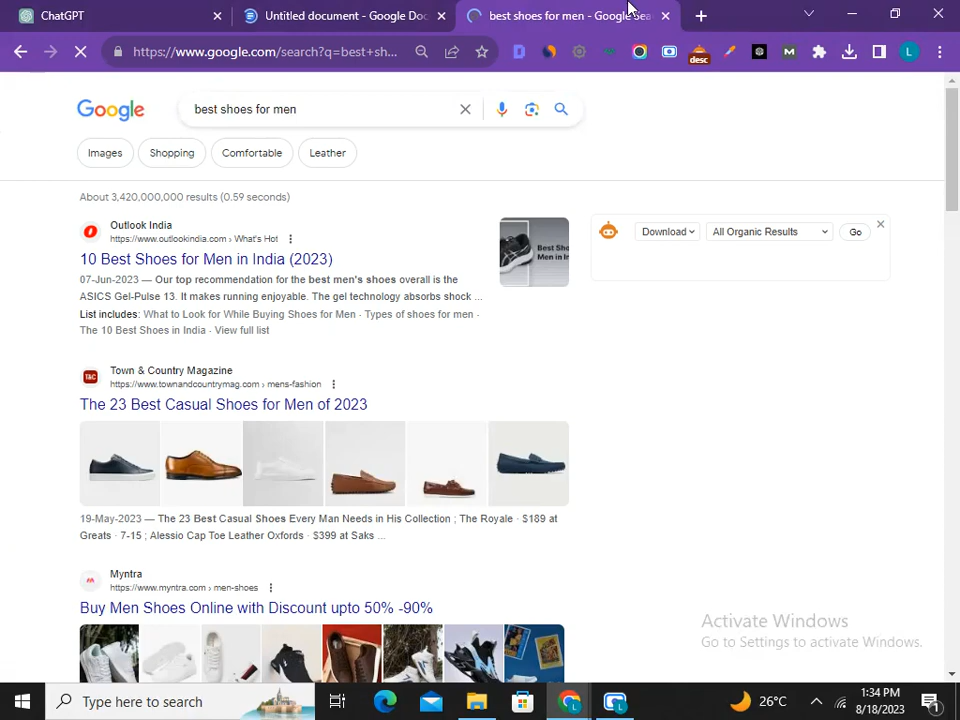 ChatGPT
Untitled document - Google Doc
best shoes for men - Google Sea
https://www.google.com/search?q=best+sh...
desc
L
Google
best shoes for men
Images
Shopping
Comfortable
Leather
About 3,420,000,000 results (0.59 seconds)
Outlook India
https://www.outlookindia.com › What's Hot
10 Best Shoes for Men in India (2023)
07-Jun-2023 — Our top recommendation for the best men's shoes overall is the
ASICS Gel-Pulse 13. It makes running enjoyable. The gel technology absorbs shock ...
List includes: What to Look for While Buying Shoes for Men · Types of shoes for men ·
The 10 Best Shoes in India · View full list
Best Sho
Men in In
Download
All Organic Results
Go
T&C
Town & Country Magazine
https://www.townandcountrymag.com › mens-fashion
The 23 Best Casual Shoes for Men of 2023
19-May-2023 — The 23 Best Casual Shoes Every Man Needs in His Collection ; The Royale · $189 at
Greats · 7-15 ; Alessio Cap Toe Leather Oxfords · $399 at Saks ...
Myntra
https://www.myntra.com › men-shoes
Buy Men Shoes Online with Discount upto 50% -90%
Activate Windows
Go to Settings to activate Windows.
Type here to search
26°C
1:34 PM
8/18/2023
1